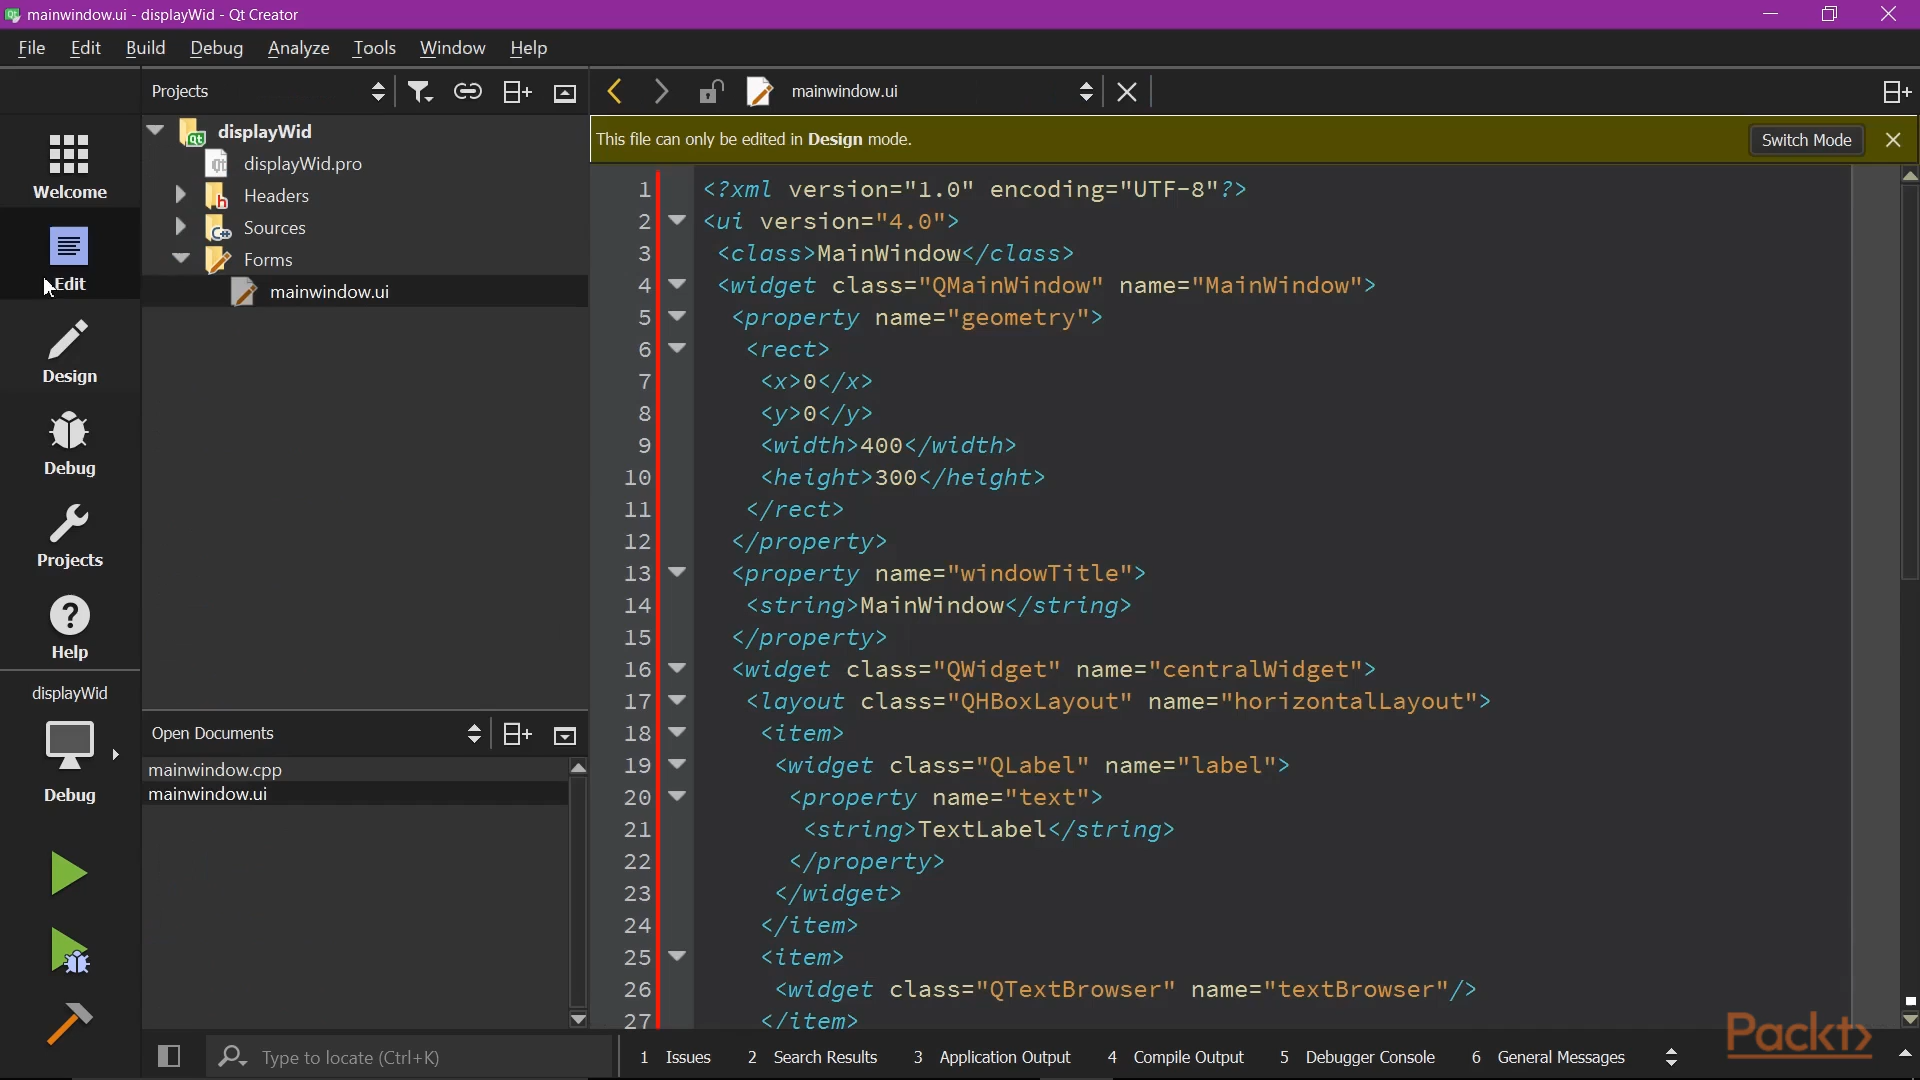 mainwindow.ui - displayWid - Qt Creator
File Edit Build Debug Analyze Tools Window Help
Projects
mainwindow.ui
This file can only be edited in Design mode.
Switch Mode
Welcome
Edit
Design
Debug
Projects
Help
displayWid
Debug
displayWid
displayWid.pro
Headers
Sources
Forms
mainwindow.ui
Open Documents
mainwindow.cpp
mainwindow.ui
1 <?xml version="1.0" encoding="UTF-8"?>
2 <ui version="4.0">
3 <class>MainWindow</class>
4 <widget class="QMainWindow" name="MainWindow">
5 <property name="geometry">
6 <rect>
7 <x>0</x>
8 <y>0</y>
9 <width>400</width>
10 <height>300</height>
11 </rect>
12 </property>
13 <property name="windowTitle">
14 <string>MainWindow</string>
15 </property>
16 <widget class="QWidget" name="centralWidget">
17 <layout class="QHBoxLayout" name="horizontalLayout">
18 <item>
19 <widget class="QLabel" name="label">
20 <property name="text">
21 <string>TextLabel</string>
22 </property>
23 </widget>
24 </item>
25 <item>
26 <widget class="QTextBrowser" name="textBrowser"/>
27 </item>
Type to locate (Ctrl+K)
1 Issues 2 Search Results 3 Application Output 4 Compile Output 5 Debugger Console 6 General Messages
Packt>